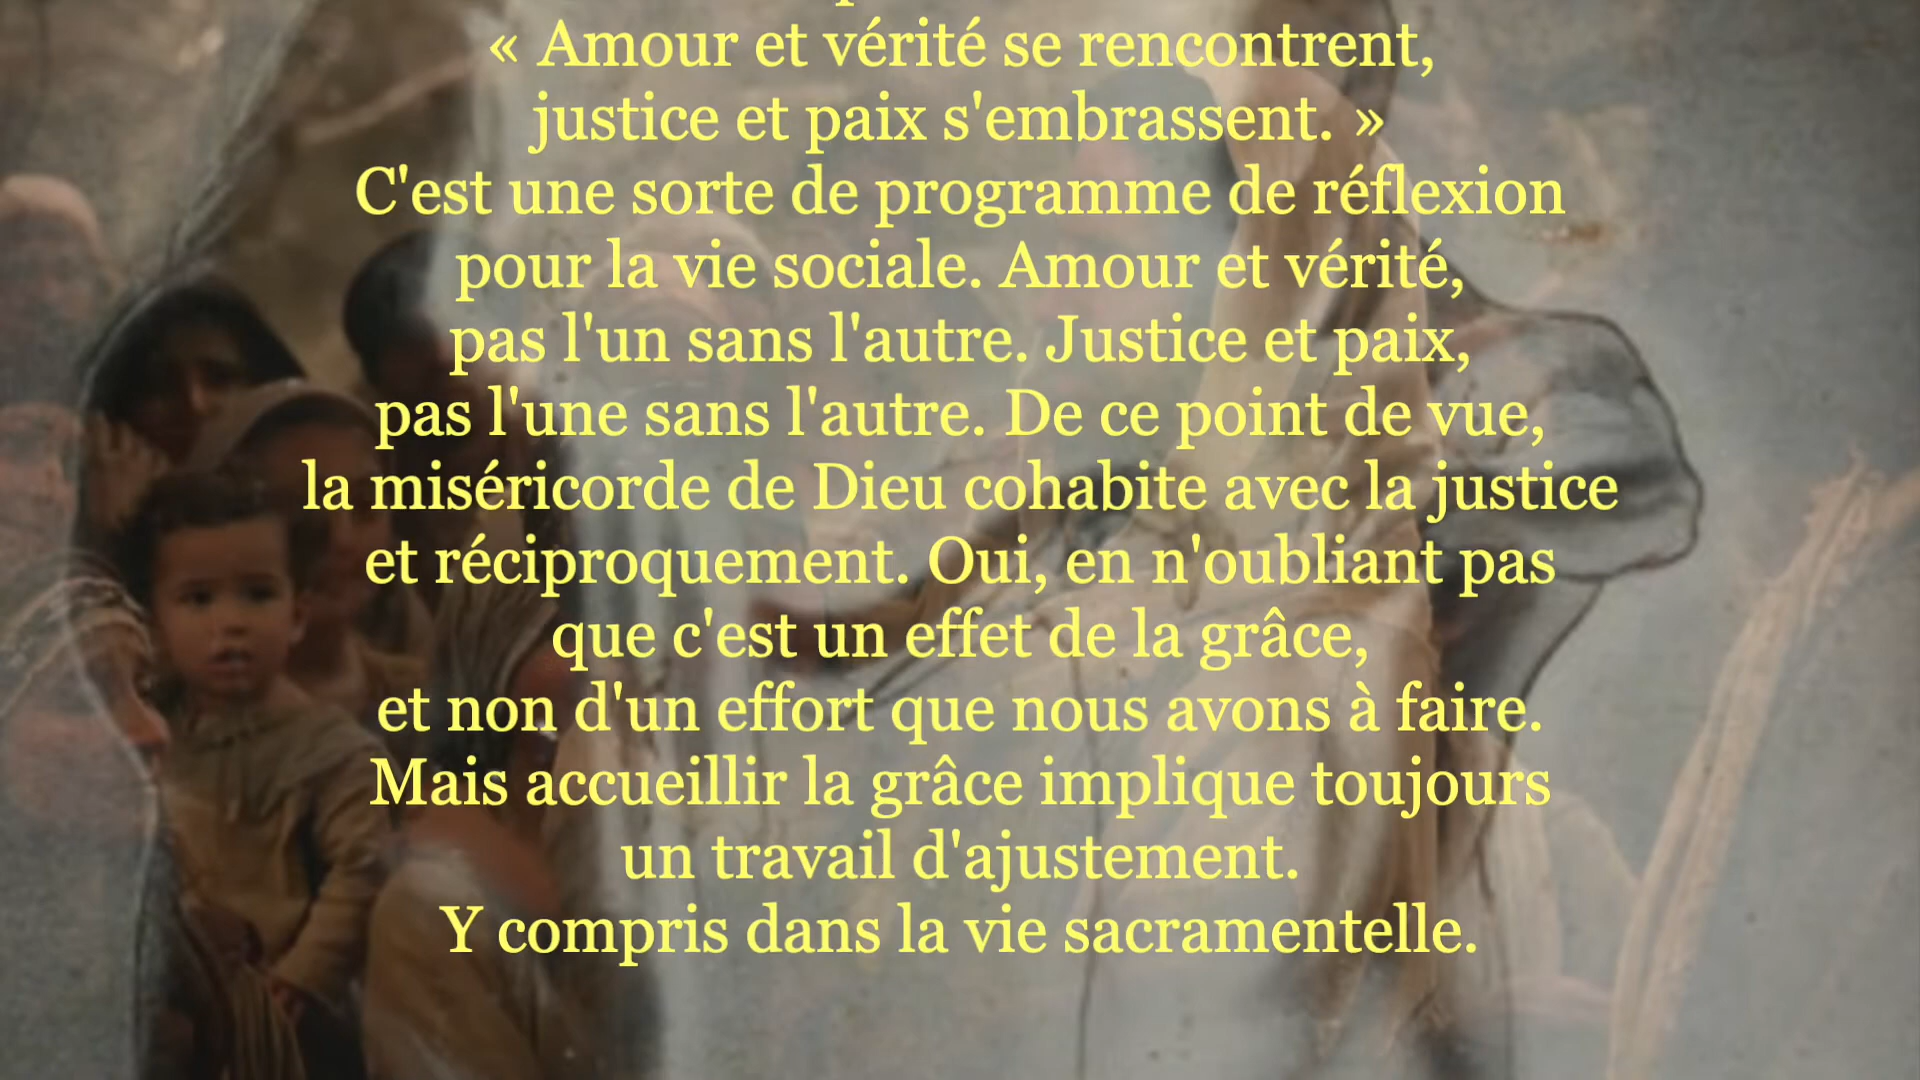 « Amour et vérité se rencontrent,
justice et paix s'embrassent. »
C'est une sorte de programme de réflexion
pour la vie sociale. Amour et vérité,
pas l'un sans l'autre. Justice et paix,
pas l'une sans l'autre. De ce point de vue,
la miséricorde de Dieu cohabite avec la justice
et réciproquement. Oui, en n'oubliant pas
que c'est un effet de la grâce,
et non d'un effort que nous avons à faire.
Mais accueillir la grâce implique toujours
un travail d'ajustement.
Y compris dans la vie sacramentelle.